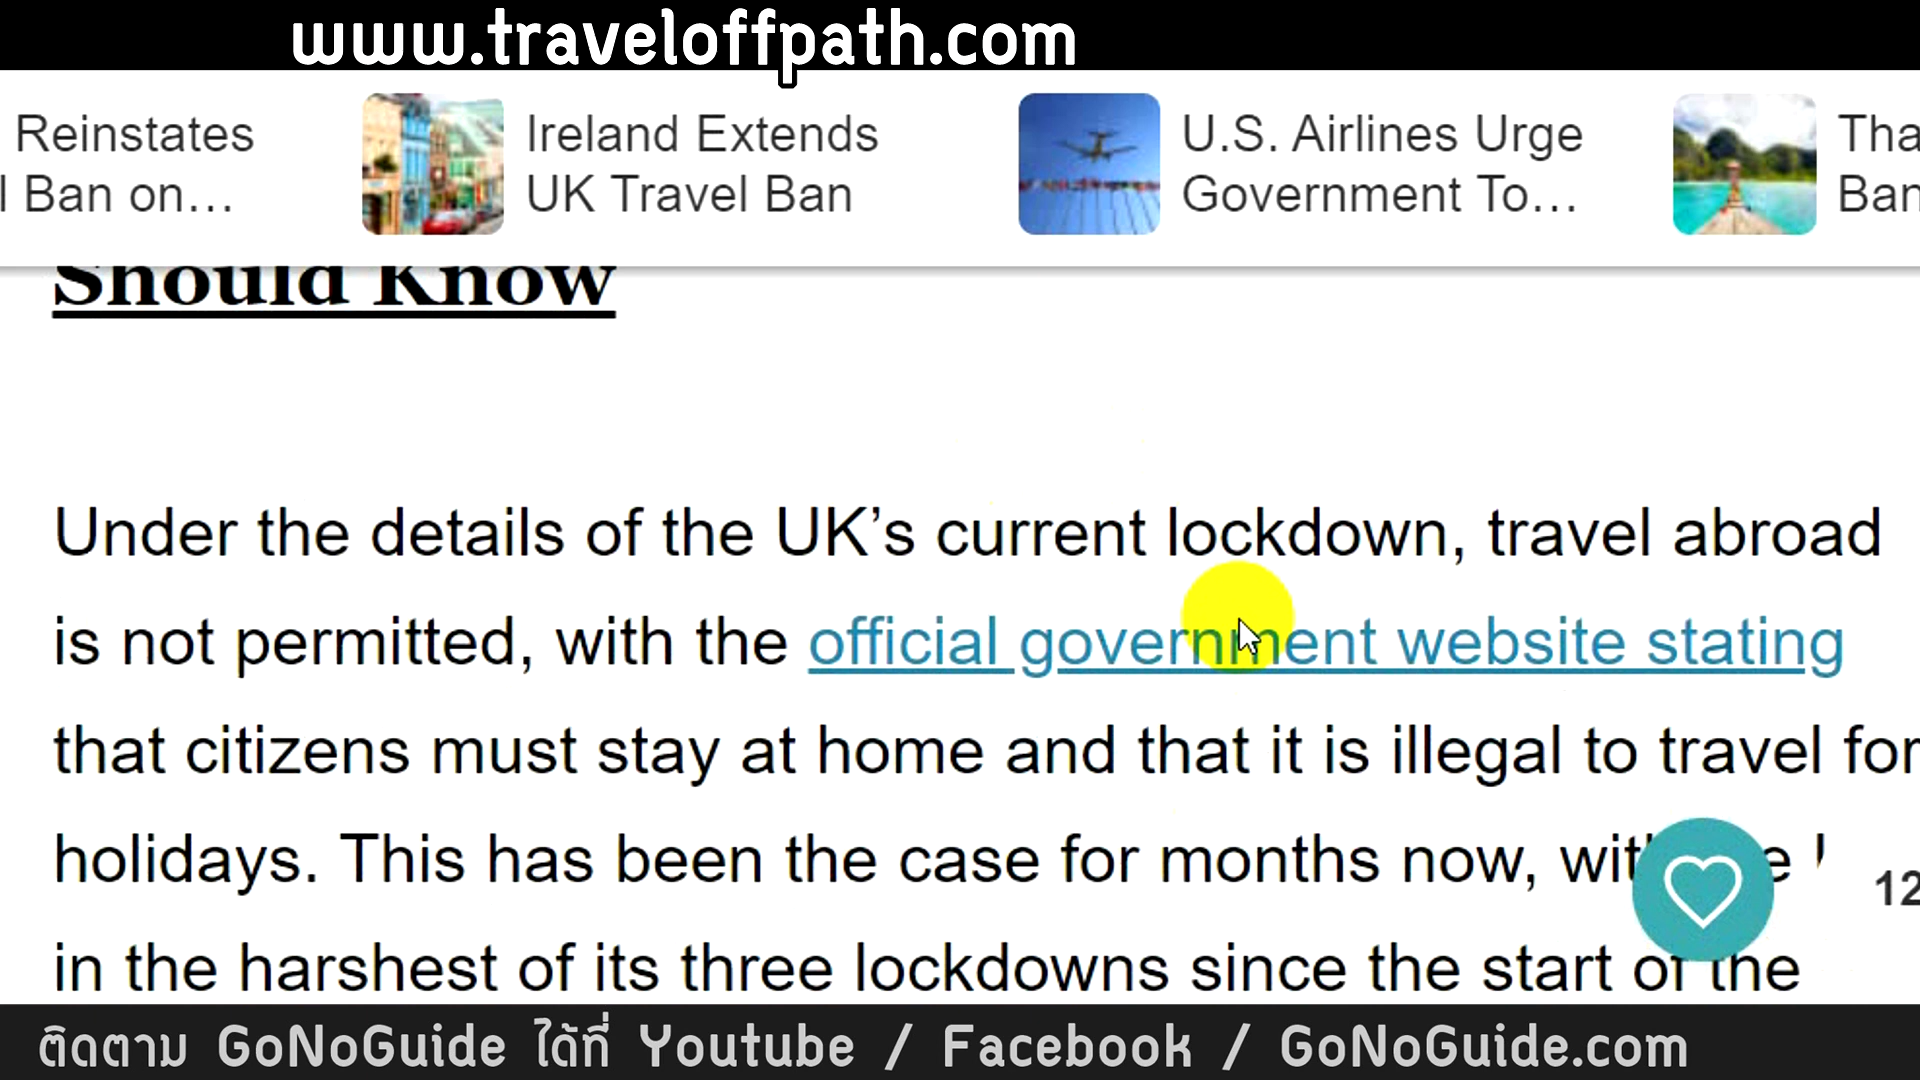 www.traveloffpath.com
Reinstates
Ban on...
Ireland Extends
UK Travel Ban
U.S. Airlines Urge
Government To...
Should Know
Under the details of the UK’s current lockdown, travel abroad
is not permitted, with the official government website stating
that citizens must stay at home and that it is illegal to travel for
holidays. This has been the case for months now,
12
in the harshest of its three lockdowns since the start of the
ติดตาม GoNoGuide ได้ที่ Youtube / Facebook / GoNoGuide.com